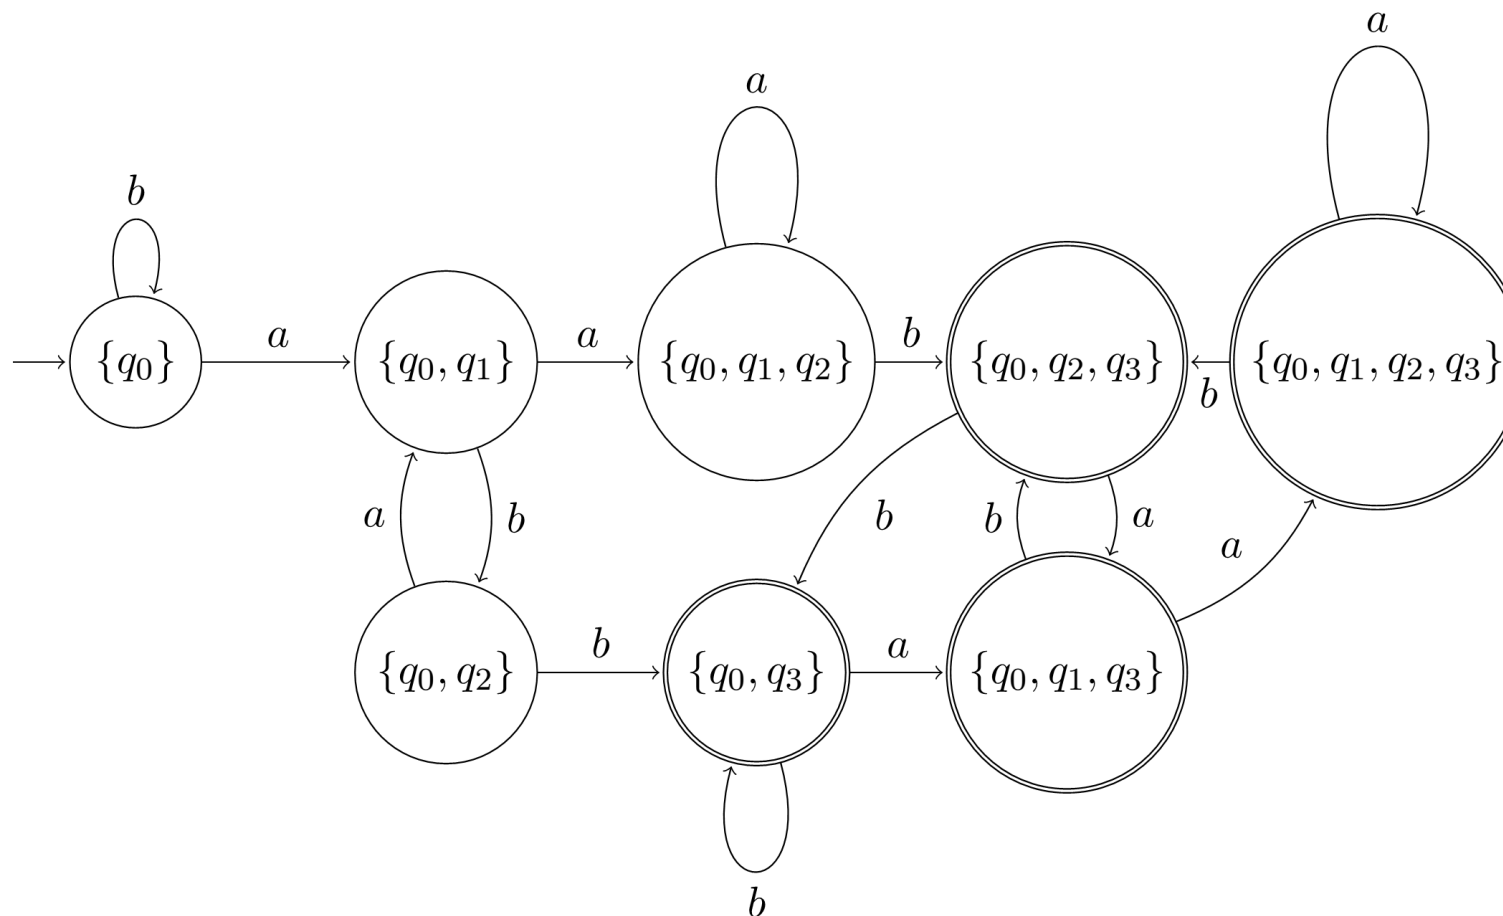 a
a
b
a
a
b
b
{q0}
{q0, q1}
{q0, q1, q2}
{q0, q2, q3}
{q0, q1, q2, q3}
a
b
b
b
a
a
b
a
{q0, q2}
{q0, q3}
{q0, q1, q3}
b